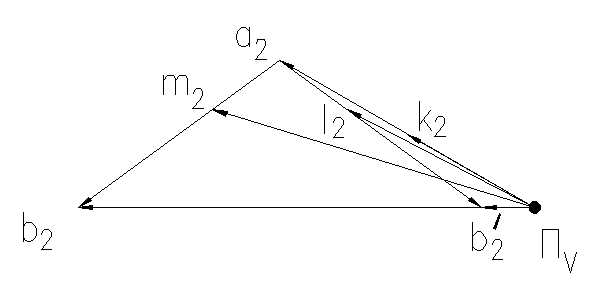 a₂
m₂
l₂
k₂
b₂
b₂'
Пᵥ